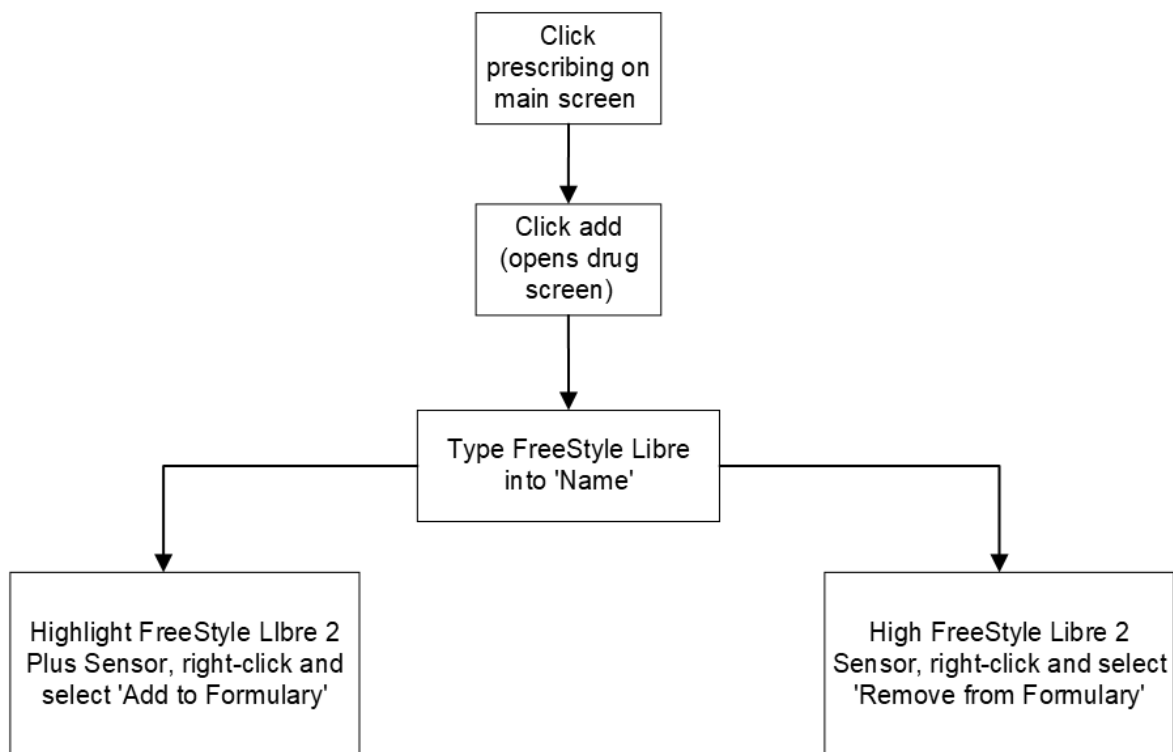 Click
prescribing on
main screen
Click add
(opens drug
screen)
Type FreeStyle Libre
into 'Name'
Highlight FreeStyle LIbre 2
Plus Sensor, right-click and
select 'Add to Formulary'
High FreeStyle Libre 2
Sensor, right-click and select
'Remove from Formulary'